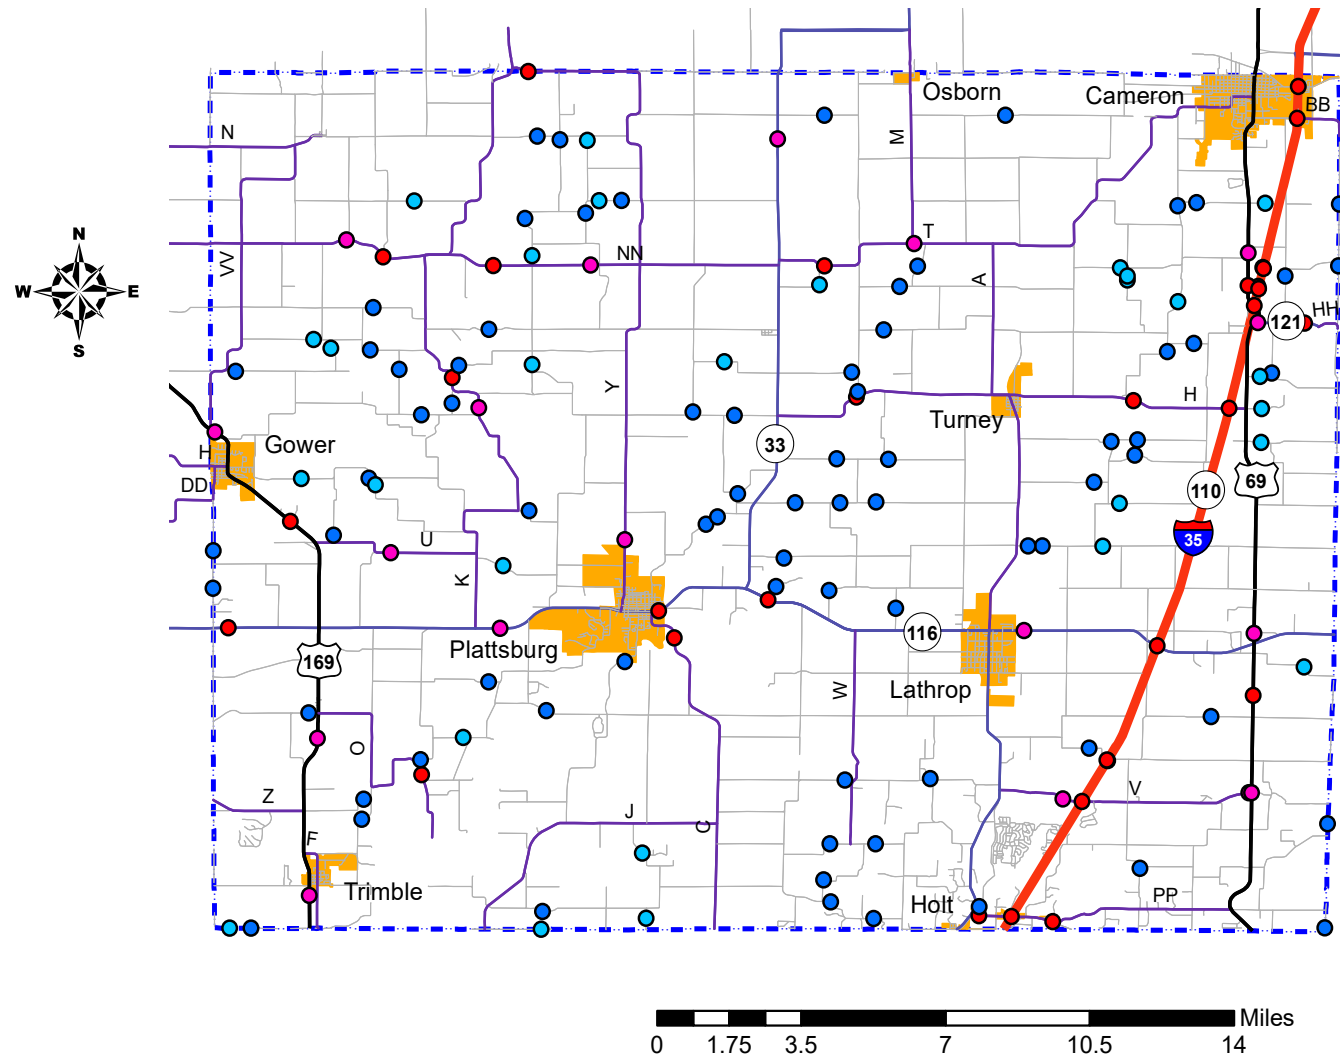 Osborn
Cameron
BB
N
M
T
NN
VV
A
N
W E
S
121
HH
Y
H
Turney
33
Gower
H
DD
110
69
35
U
K
116
Plattsburg
169
Lathrop
W
O
Z
V
J
C
F
Trimble
Holt
PP
Miles
0 1.75 3.5 7 10.5 14